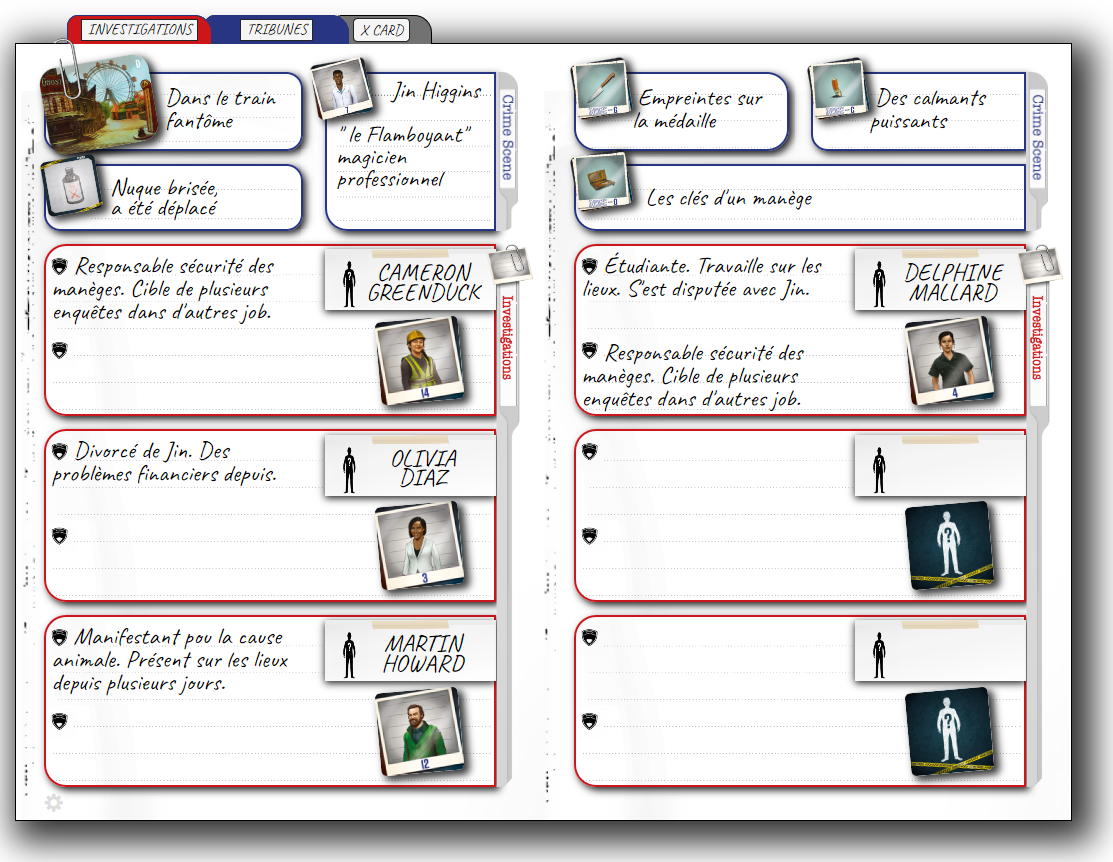 INVESTIGATIONS
TRIBUNES
X CARD
Dans le train
fantôme
Nuque brisée,
a été déplacé
Jin Higgins
"le Flamboyant"
magicien
professionnel
1
Crime Scene
Responsable sécurité des
manèges. Cible de plusieurs
enquêtes dans d'autres job.
CAMERON
GREENDUCK
14
Investigations
Divorcé de Jin. Des
problèmes financiers depuis.
OLIVIA
DIAZ
3
Manifestant pou la cause
animale. Présent sur les lieux
depuis plusieurs jours.
MARTIN
HOWARD
12
Empreintes sur
la médaille
Des calmants
puissants
Les clés d'un manège
Crime Scene
Étudiante. Travaille sur les
lieux. S'est disputée avec Jin.
Responsable sécurité des
manèges. Cible de plusieurs
enquêtes dans d'autres job.
DELPHINE
MALLARD
4
Investigations